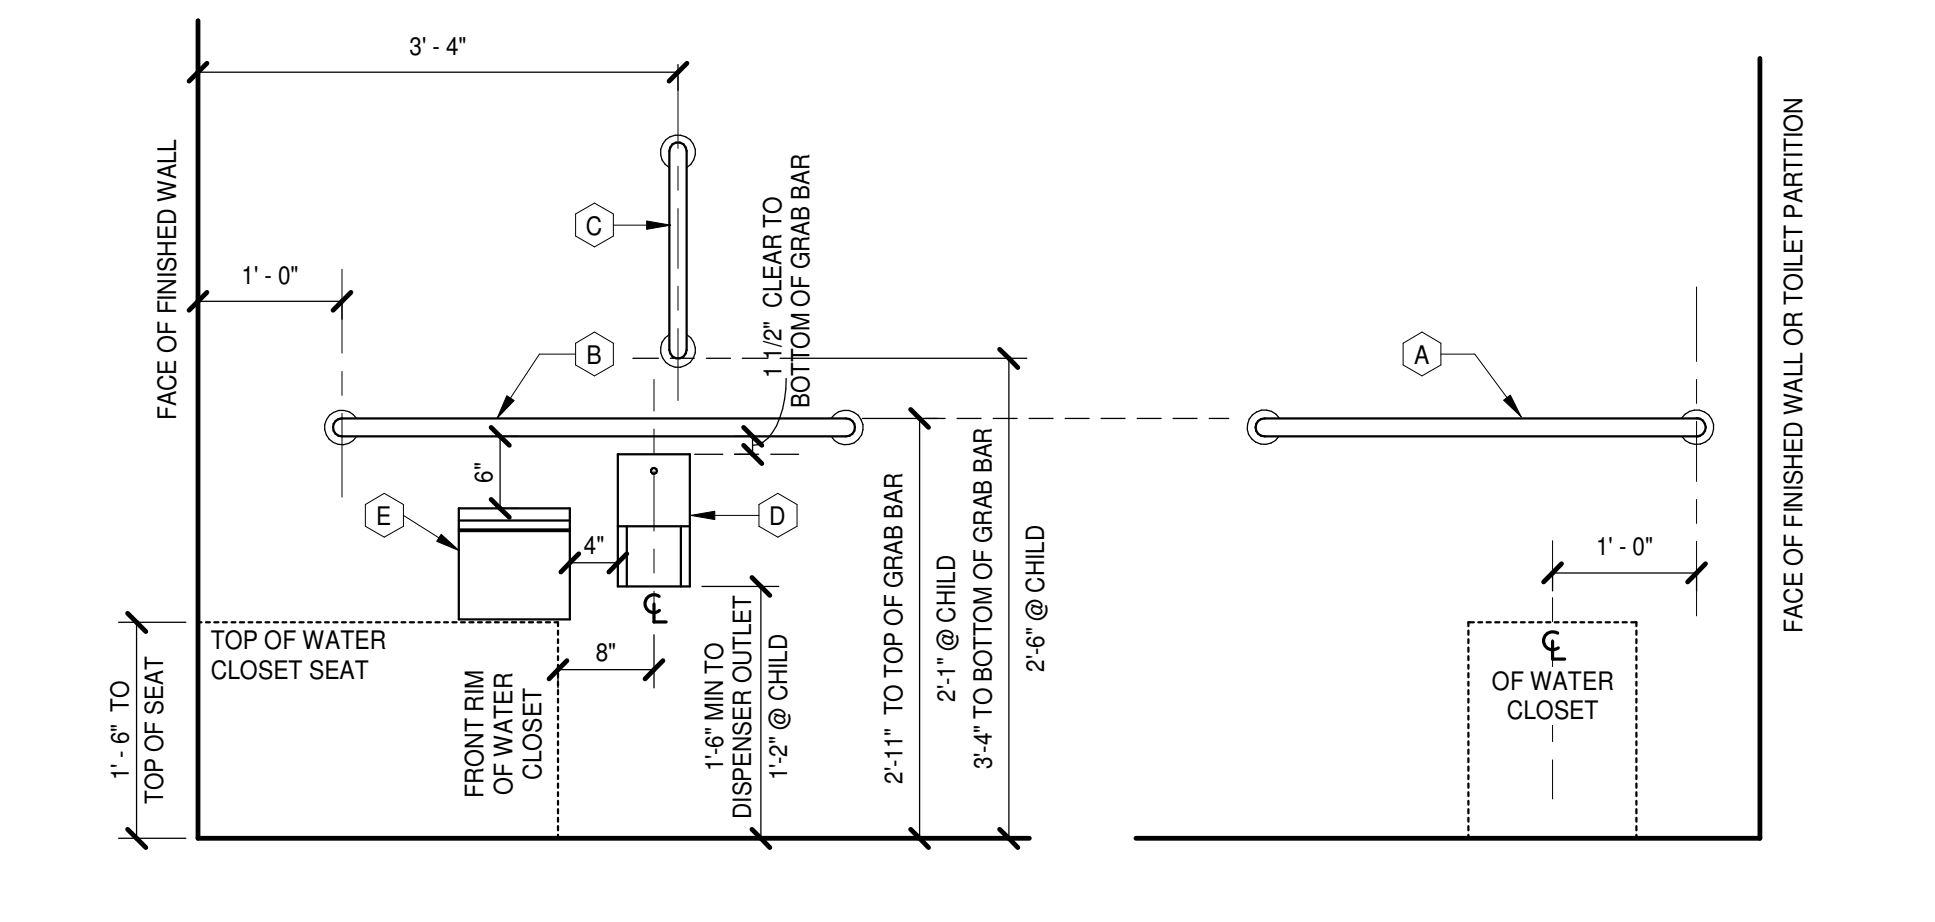 3' - 4"
FACE OF FINISHED WALL
1' - 0"
C
1 1/2" CLEAR TO
BOTTOM OF GRAB BAR
B
6"
E
D
4"
℄
8"
TOP OF WATER
CLOSET SEAT
1' - 6" TO
TOP OF SEAT
FRONT RIM
OF WATER
CLOSET
1'-6" MIN TO
DISPENSER OUTLET
1'-2" @ CHILD
2'-11" TO TOP OF GRAB BAR
2'-1" @ CHILD
3'-4" TO BOTTOM OF GRAB BAR
2'-6" @ CHILD
A
1' - 0"
℄
OF WATER
CLOSET
FACE OF FINISHED WALL OR TOILET PARTITION